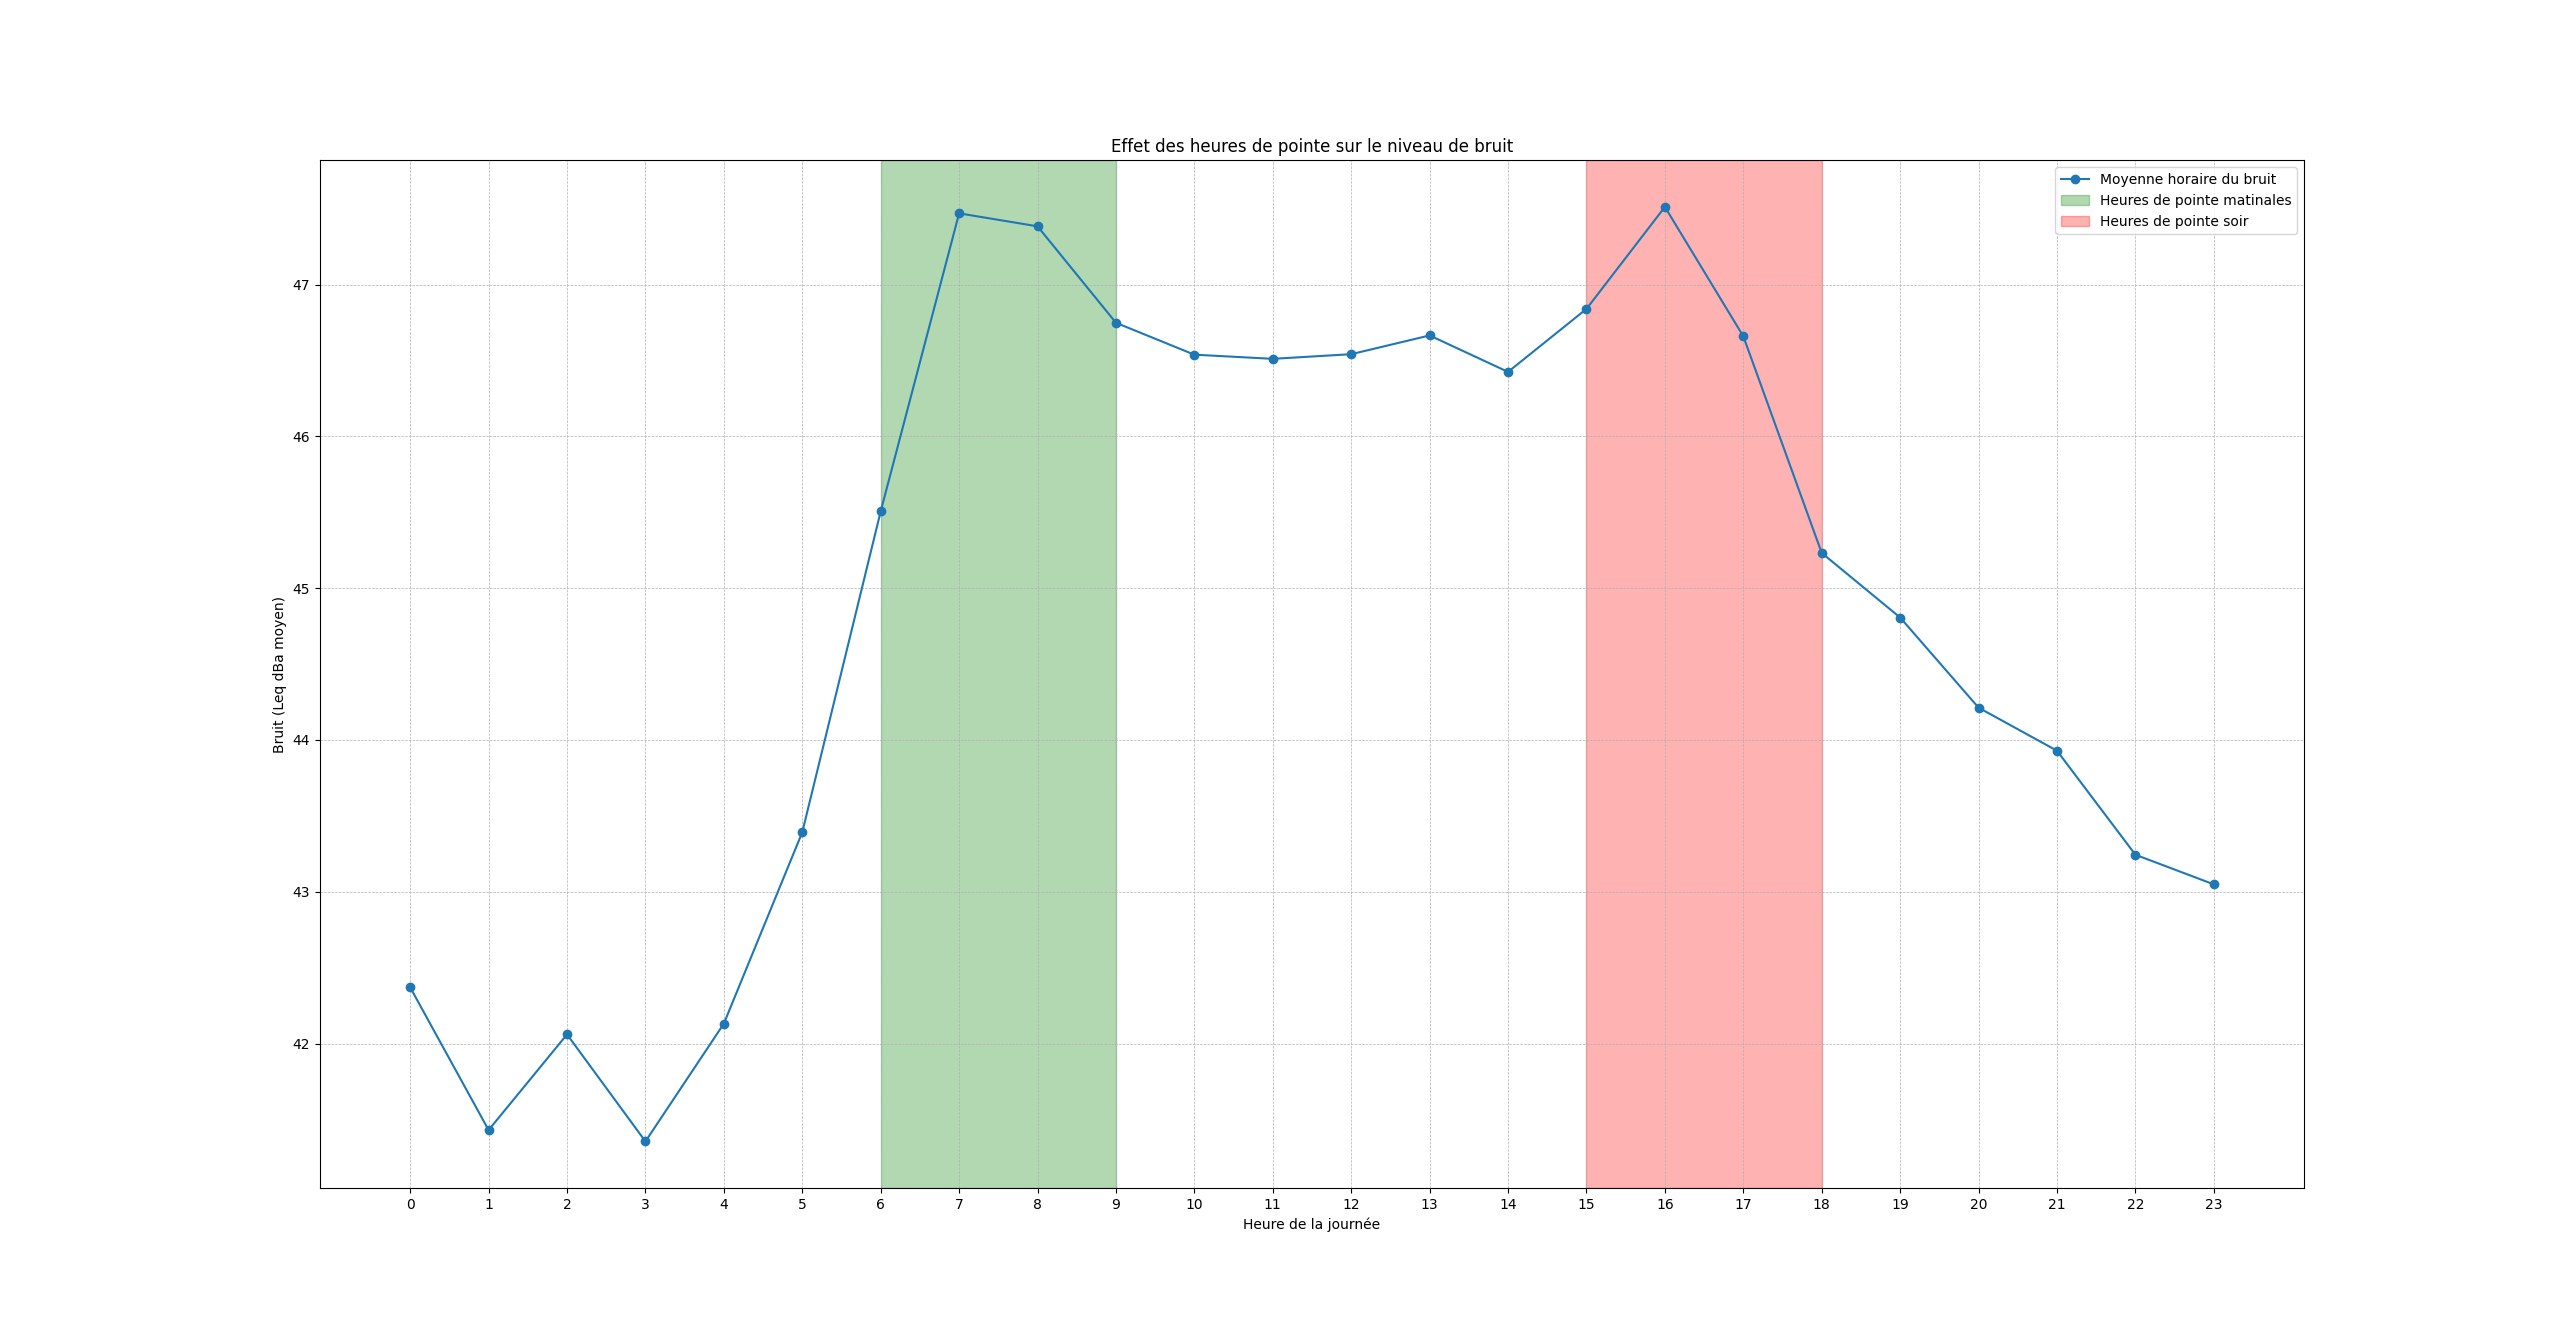 Effet des heures de pointe sur le niveau de bruit
Moyenne horaire du bruit
Heures de pointe matinales
Heures de pointe soir
47
46
45
44
43
42
Bruit (Leq dBa moyen)
0 1 2 3 4 5 6 7 8 9 10 11 12 13 14 15 16 17 18 19 20 21 22 23
Heure de la journée